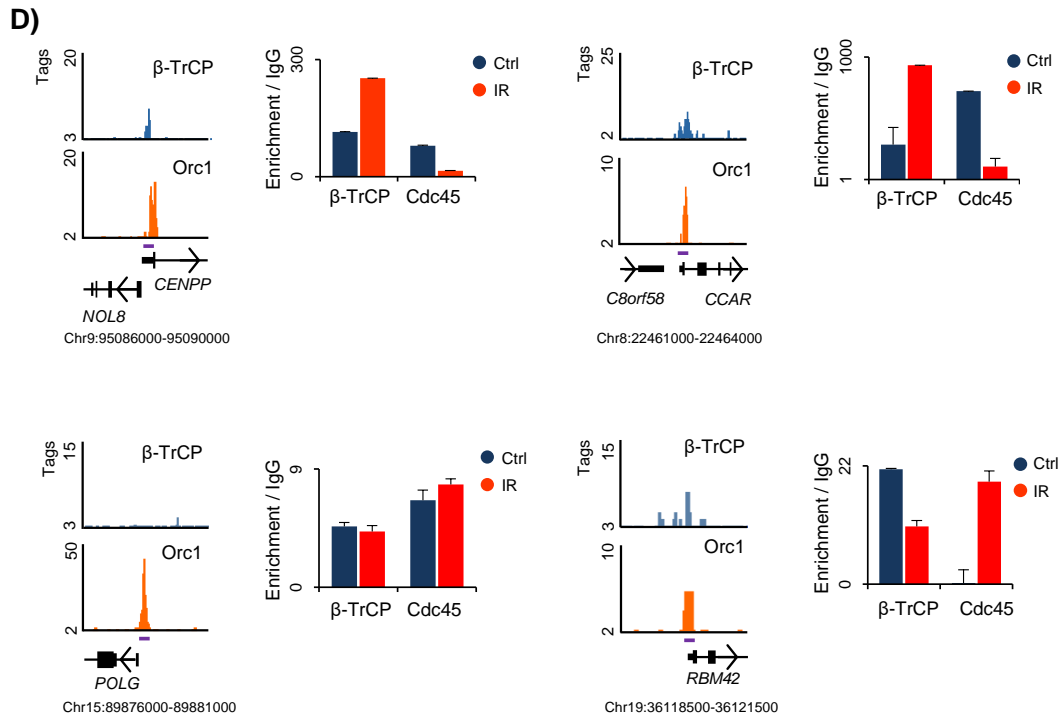 D)
20
Tags
3
β-TrCP
20
2
Orc1
CENPP
NOL8
Chr9:95086000-95090000
Enrichment / IgG
300
0
β-TrCP Cdc45
Ctrl
IR
25
Tags
2
β-TrCP
10
2
Orc1
C8orf58 CCAR
Chr8:22461000-22464000
Enrichment / IgG
1000
1
β-TrCP Cdc45
Ctrl
IR
15
Tags
3
β-TrCP
50
2
Orc1
POLG
Chr15:89876000-89881000
Enrichment / IgG
9
0
β-TrCP Cdc45
Ctrl
IR
15
Tags
3
β-TrCP
10
2
Orc1
RBM42
Chr19:36118500-36121500
Enrichment / IgG
22
0
β-TrCP Cdc45
Ctrl
IR